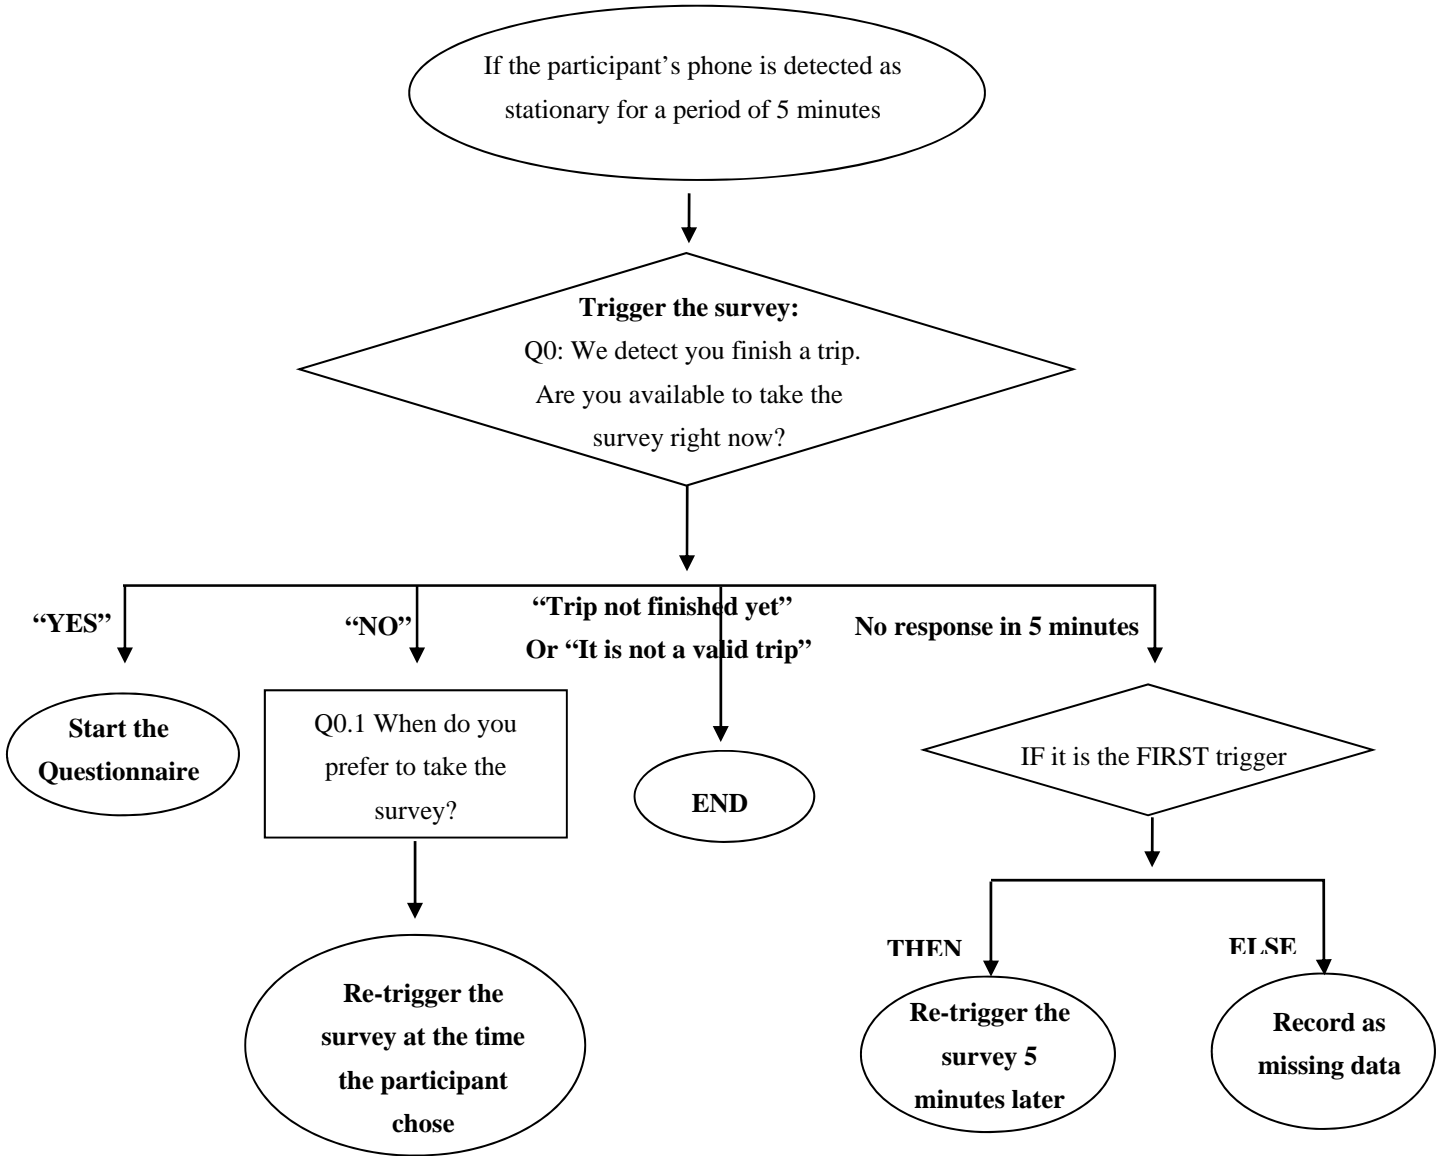 If the participant’s phone is detected as
stationary for a period of 5 minutes
Trigger the survey:
Q0: We detect you finish a trip.
Are you available to take the
survey right now?
“YES”
“NO”
“Trip not finished yet”
Or “It is not a valid trip”
No response in 5 minutes
Start the
Questionnaire
Q0.1 When do you
prefer to take the
survey?
END
IF it is the FIRST trigger
THEN
ELSE
Re-trigger the
survey at the time
the participant
chose
Re-trigger the
survey 5
minutes later
Record as
missing data